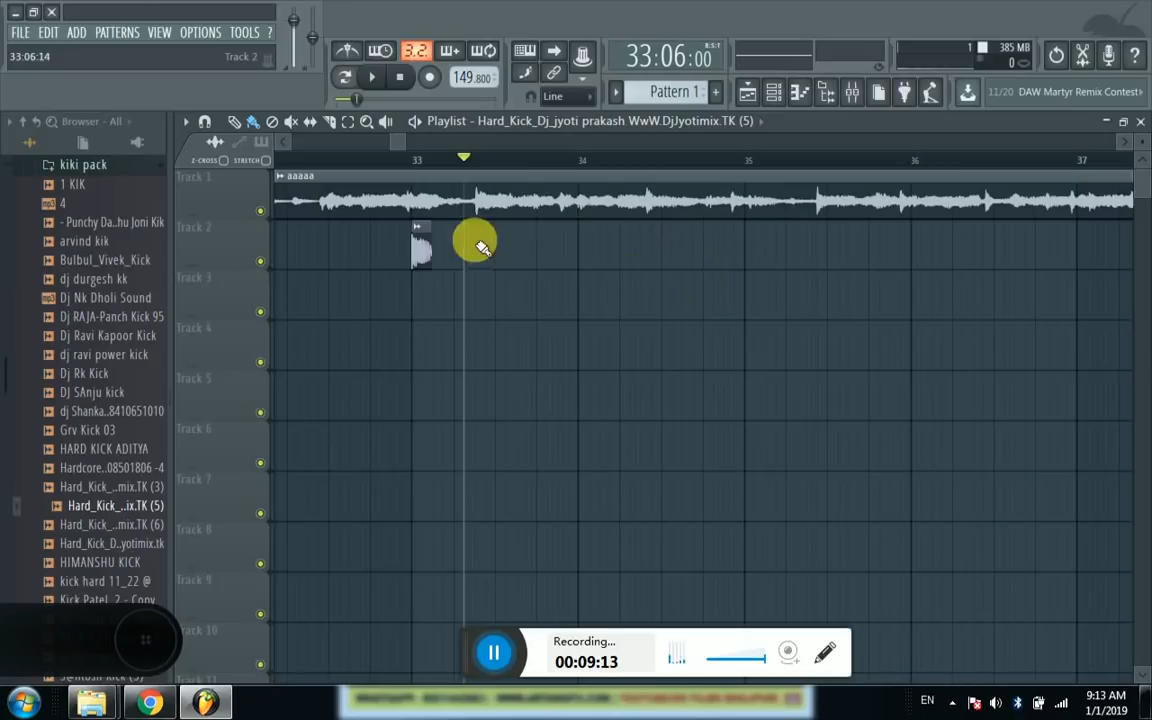 FILE EDIT ADD PATTERNS VIEW OPTIONS TOOLS ?
33:06:14 Track 2
3.2.
149.800
33:06:00
B:S:T
Line
Pattern 1
1
385 MB
0
11/20 DAW Martyr Remix Contest
Browser - All
Playlist - Hard_Kick_Dj_jyoti prakash WwW.DjJyotimix.TK (5)
Z-CROSS
STRETCH
33 34 35 36 37
kiki pack
1 KIK
4
- Punchy Da..hu Joni Kik
arvind kik
Bulbul_Vivek_Kick
dj durgesh kk
Dj Nk Dholi Sound
Dj RAJA-Panch Kick 95
Dj Ravi Kapoor Kick
dj ravi power kick
Dj Rk Kick
DJ SAnju kick
dj Shanka..8410651010
Grv Kick 03
HARD KICK ADITYA
Hardcore..08501806 -4
Hard_Kick_..mix.TK (3)
Hard_Kick_..ix.TK (5)
Hard_Kick_..mix.TK (6)
Hard_Kick_D..yotimix.tk
HIMANSHU KICK
kick hard 11_22 @
Kick Patel 2 - Copy
Track 1
aaaaa
Track 2
Track 3
Track 4
Track 5
Track 6
Track 7
Track 8
Track 9
Track 10
Recording...
00:09:13
EN
9:13 AM
1/1/2019